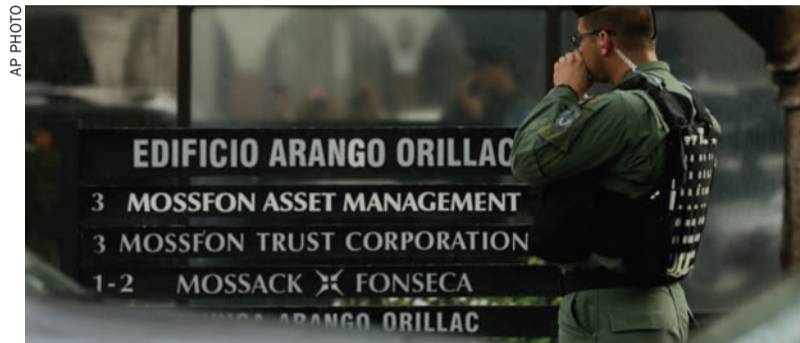 AP PHOTO
EDIFICIO ARANGO ORILLAC
3 MOSSFON ASSET MANAGEMENT
3 MOSSFON TRUST CORPORATION
1-2 MOSSACK FONSECA
ARANGO ORILLAC